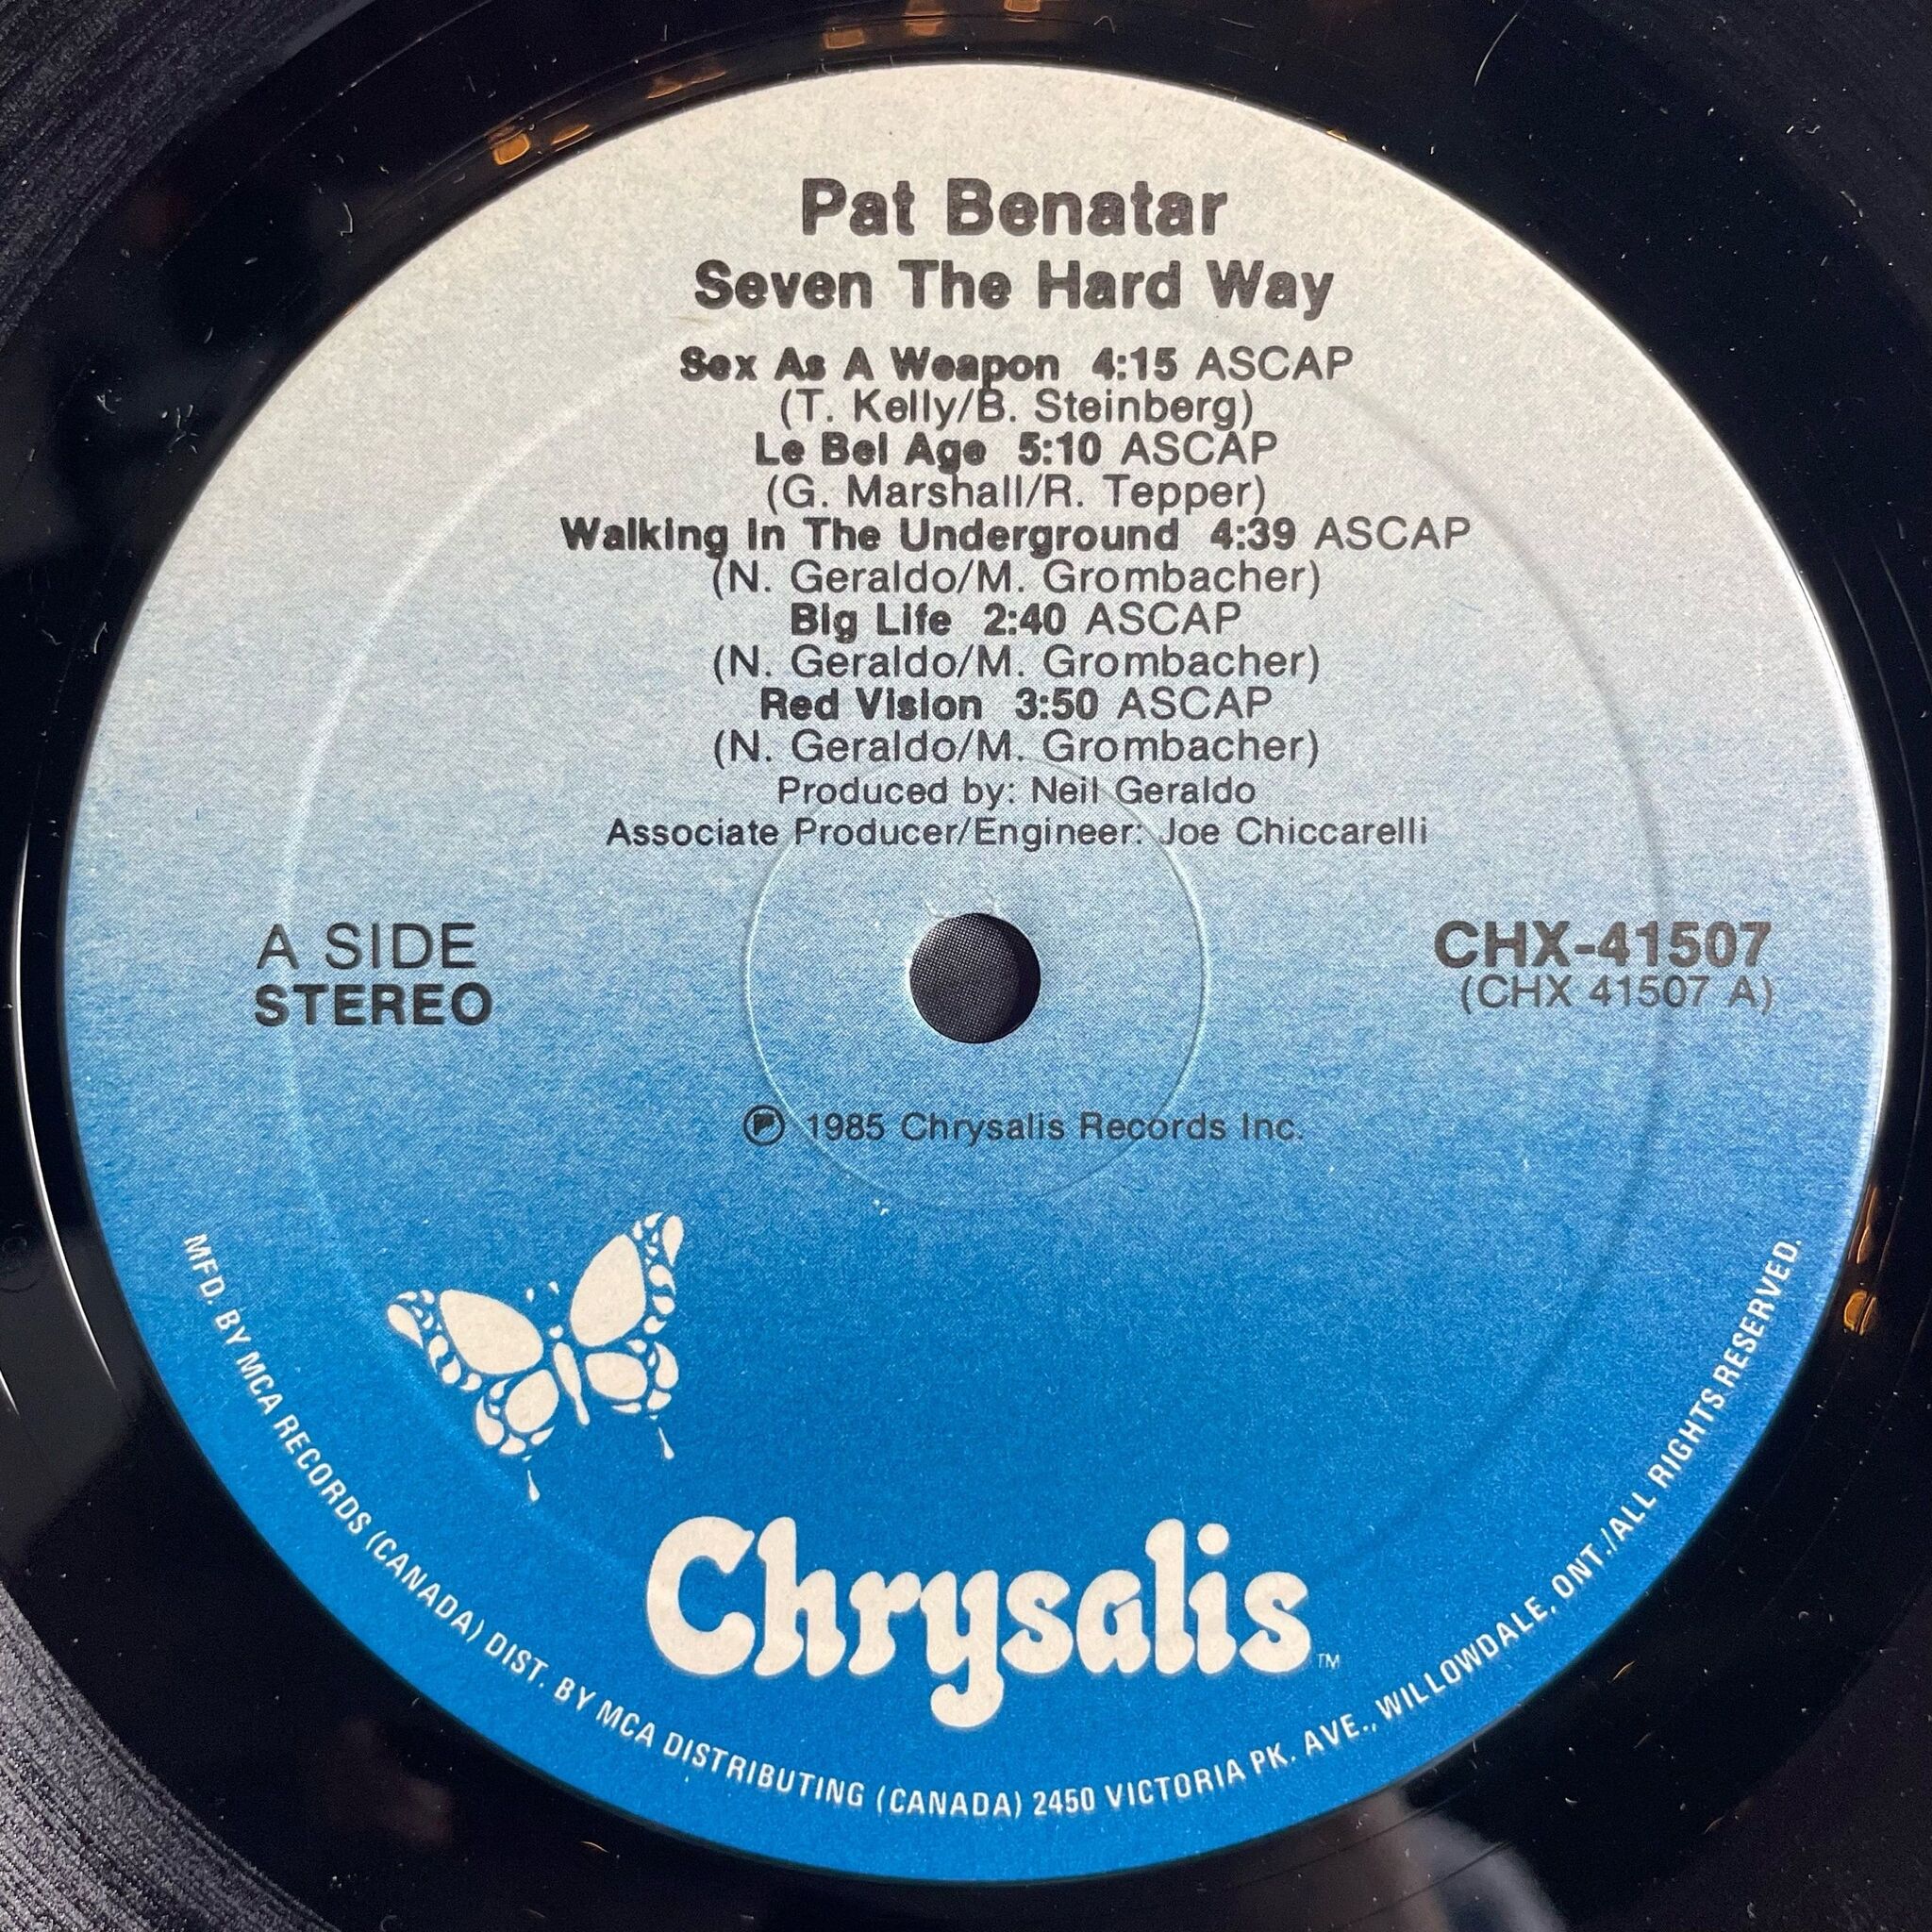 Pat Benatar
Seven The Hard Way
Sex As A Weapon 4:15 ASCAP
(T. Kelly/B. Steinberg)
Le Bel Age 5:10 ASCAP
(G. Marshall/R. Tepper)
Walking In The Underground 4:39 ASCAP
(N. Geraldo/M. Grombacher)
Big Life 2:40 ASCAP
(N. Geraldo/M. Grombacher)
Red Vision 3:50 ASCAP
(N. Geraldo/M. Grombacher)
Produced by: Neil Geraldo
Associate Producer/Engineer: Joe Chiccarelli
A SIDE
STEREO
CHX-41507
(CHX 41507 A)
℗ 1985 Chrysalis Records Inc.
Chrysalis™
MFD. BY MCA RECORDS (CANADA) DIST. BY MCA DISTRIBUTING (CANADA) 2450 VICTORIA PK. AVE., WILLOWDALE, ONT./ALL RIGHTS RESERVED.